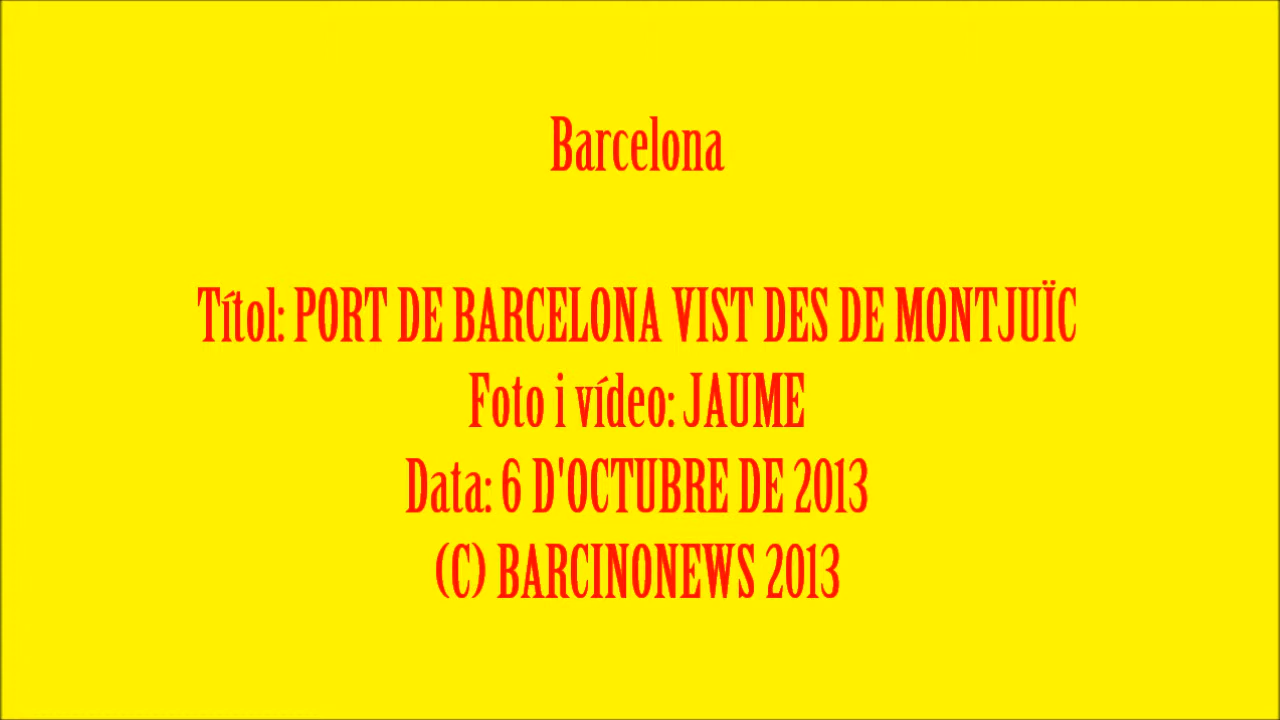 Barcelona
Títol: PORT DE BARCELONA VIST DES DE MONTJUÏC
Foto i vídeo: JAUME
Data: 6 D'OCTUBRE DE 2013
(C) BARCINONEWS 2013